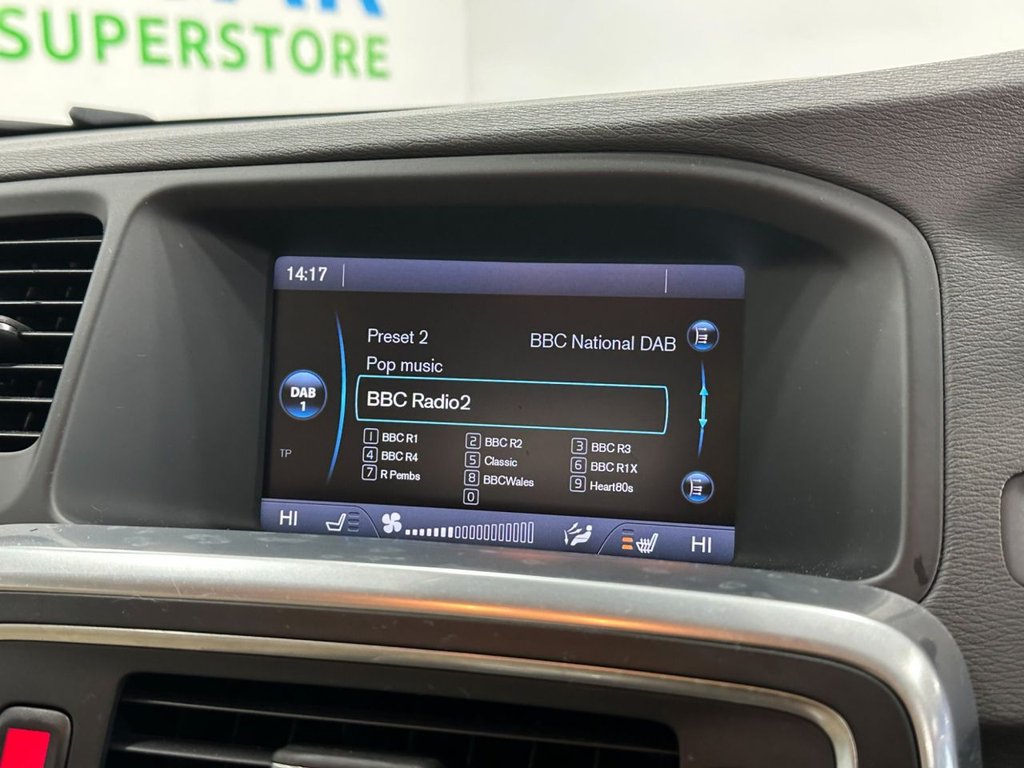 SUPERSTORE
14:17
Preset 2
BBC National DAB
Pop music
DAB
1
BBC Radio2
1 BBC R1 2 BBC R2 3 BBC R3
4 BBC R4 5 Classic 6 BBC R1X
7 R Pembs 8 BBCWales 9 Heart80s
0
TP
HI HI